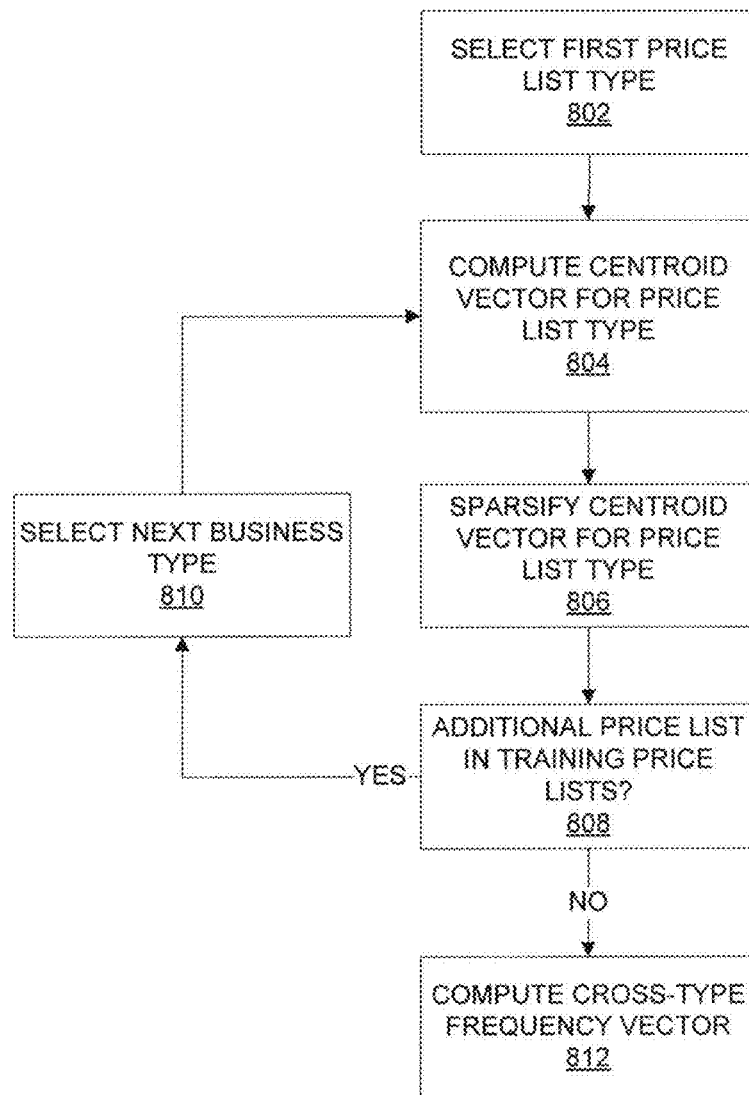 SELECT FIRST PRICE
LIST TYPE
802
COMPUTE CENTROID
VECTOR FOR PRICE
LIST TYPE
804
SPARSIFY CENTROID
VECTOR FOR PRICE
LIST TYPE
806
SELECT NEXT BUSINESS
TYPE
810
ADDITIONAL PRICE LIST
IN TRAINING PRICE
LISTS?
808
YES
NO
COMPUTE CROSS-TYPE
FREQUENCY VECTOR
812